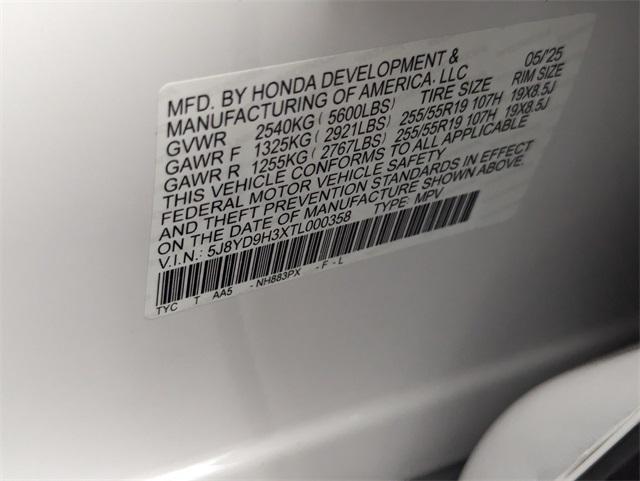 MFD. BY HONDA DEVELOPMENT & 05/25
MANUFACTURING OF AMERICA, LLC
TIRE SIZE RIM SIZE
GVWR 2540KG ( 5600LBS)
GAWR F 1325KG ( 2921LBS) 255/55R19 107H 19X8.5J
GAWR R 1255KG ( 2767LBS) 255/55R19 107H 19X8.5J
THIS VEHICLE CONFORMS TO ALL APPLICABLE
FEDERAL MOTOR VEHICLE SAFETY
AND THEFT PREVENTION STANDARDS IN EFFECT
ON THE DATE OF MANUFACTURE SHOWN ABOVE.
V.I.N.: 5J8YD9H3XTL000358 TYPE: MPV
TYC T AA5 - NH883PX - F - L